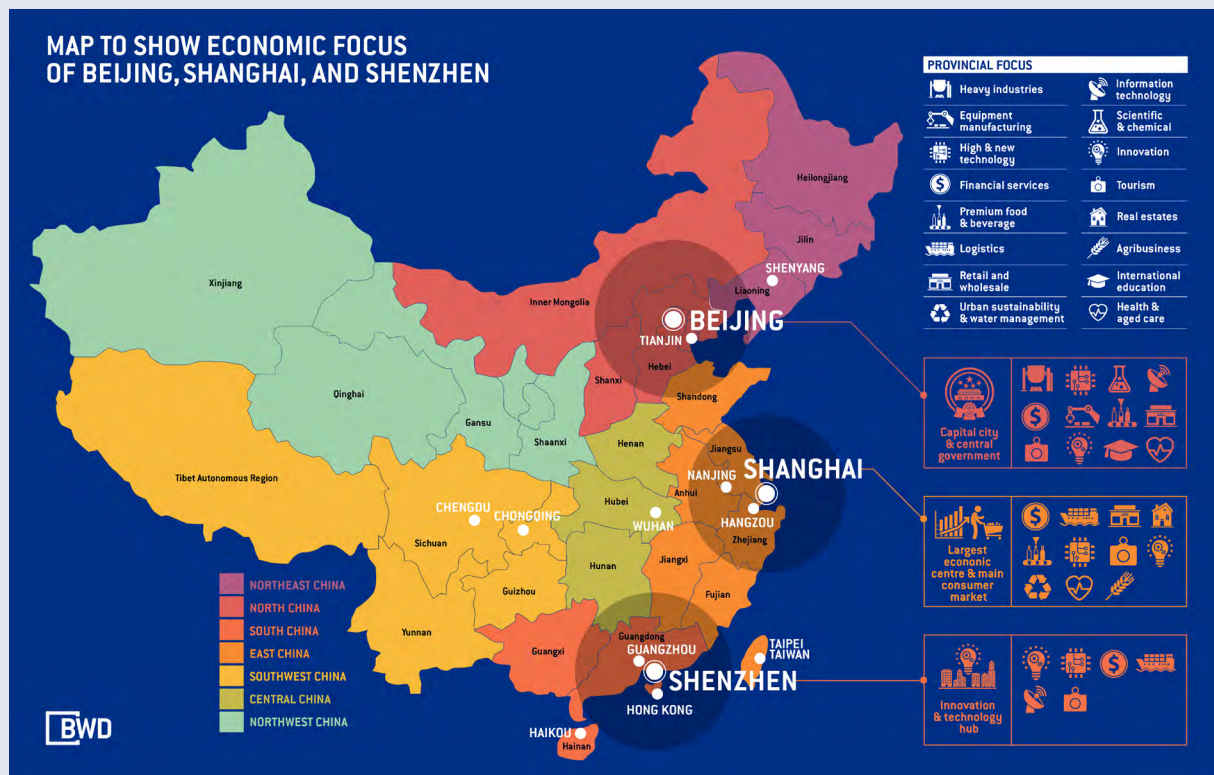 MAP TO SHOW ECONOMIC FOCUS
OF BEIJING, SHANGHAI, AND SHENZHEN
PROVINCIAL FOCUS
Heavy industries
Information
technology
Equipment
manufacturing
Scientific
& chemical
High & new
technology
Innovation
Financial services
Tourism
Premium food
& beverage
Real estates
Logistics
Agribusiness
Retail and
wholesale
International
education
Urban sustainability
& water management
Health &
aged care
Heilongjiang
Jilin
SHENYANG
Liaoning
Xinjiang
Inner Mongolia
BEIJING
TIANJIN
Hebei
Shanxi
Shandong
Qinghai
Gansu
Shaanxi
Henan
Jiangsu
SHANGHAI
NANJING
Anhui
Tibet Autonomous Region
CHENGDU
CHONGQING
Hubei
WUHAN
HANGZOU
Zhejiang
Sichuan
Hunan
Jiangxi
Guizhou
Fujian
Yunnan
Guangxi
Guangdong
GUANGZHOU
TAIPEI
TAIWAN
SHENZHEN
HONG KONG
HAIKOU
Hainan
Capital city
& central
government
Largest
econonic
centre & main
consumer
market
Innovation
& technology
hub
NORTHEAST CHINA
NORTH CHINA
SOUTH CHINA
EAST CHINA
SOUTHWEST CHINA
CENTRAL CHINA
NORTHWEST CHINA
BWD